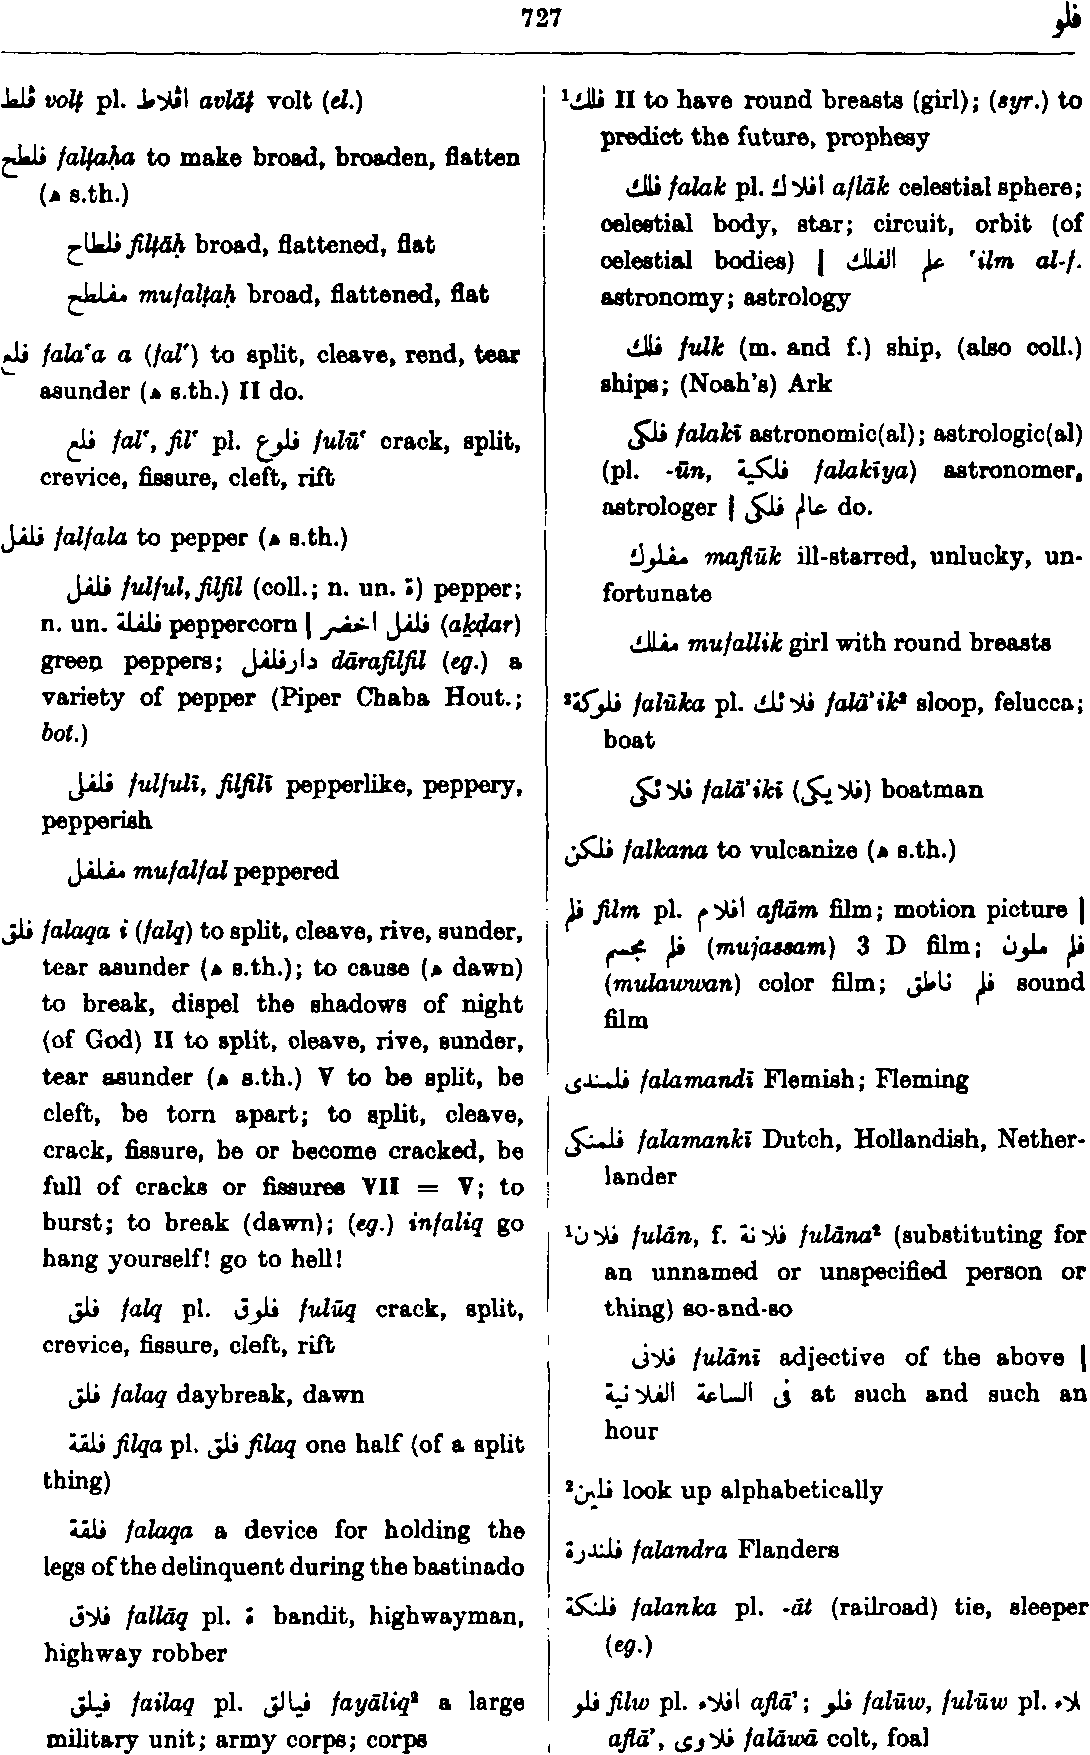 727
فلو
ڤلط volṭ pl. اڤلاط avlāṭ volt (el.)
فلطح falṭaḥa to make broad, broaden, flatten
(ه s.th.)
فلطاح filṭāḥ broad, flattened, flat
مفلطح mufalṭaḥ broad, flattened, flat
فلع fala‘a a (fal‘) to split, cleave, rend, tear
asunder (ه s.th.) II do.
فلع fal‘, fil‘ pl. فلوع fulū‘ crack, split,
crevice, fissure, cleft, rift
فلفل falfala to pepper (ه s.th.)
فلفل fulful, filfil (coll.; n. un. ة) pepper;
n. un. فلفلة peppercorn | فلفل اخضر (aḵḍar)
green peppers; دارفلفل dārafilfil (eg.) a
variety of pepper (Piper Chaba Hout.;
bot.)
فلفل fulfulī, filfilī pepperlike, peppery,
pepperish
مفلفل mufalfal peppered
فلق falaqa i (falq) to split, cleave, rive, sunder,
tear asunder (ه s.th.); to cause (ه dawn)
to break, dispel the shadows of night
(of God) II to split, cleave, rive, sunder,
tear asunder (ه s.th.) V to be split, be
cleft, be torn apart; to split, cleave,
crack, fissure, be or become cracked, be
full of cracks or fissures VII = V; to
burst; to break (dawn); (eg.) infaliq go
hang yourself! go to hell!
فلق falq pl. فلوق fulūq crack, split,
crevice, fissure, cleft, rift
فلق falaq daybreak, dawn
فلقة filqa pl. فلق filaq one half (of a split
thing)
فلقة falaqa a device for holding the
legs of the delinquent during the bastinado
فلاق fallāq pl. ة bandit, highwayman,
highway robber
فيلق failaq pl. فيالق fayāliq² a large
military unit; army corps; corps
¹فلك II to have round breasts (girl); (syr.) to
predict the future, prophesy
فلك falak pl. افلاك aflāk celestial sphere;
celestial body, star; circuit, orbit (of
celestial bodies) | علم الفلك ‘ilm al-f.
astronomy; astrology
فلك fulk (m. and f.) ship, (also coll.)
ships; (Noah's) Ark
فلكى falakī astronomic(al); astrologic(al)
(pl. -ūn, فلكية falakīya) astronomer,
astrologer | عالم فلكى do.
مفلوك maflūk ill-starred, unlucky, un-
fortunate
مفلك mufallik girl with round breasts
²فلوكة falūka pl. فلائك falā’ik² sloop, felucca;
boat
فلائكى falā’ikī (فلايكى) boatman
فلكن falkana to vulcanize (ه s.th.)
فلم film pl. افلام aflām film; motion picture |
فلم مجسم (mujassam) 3 D film; فلم ملون
(mulawwan) color film; فلم ناطق sound
film
فلمندى falamandī Flemish; Fleming
فلمنكى falamankī Dutch, Hollandish, Nether-
lander
¹فلان fulān, f. فلانة fulāna² (substituting for
an unnamed or unspecified person or
thing) so-and-so
فلانى fulānī adjective of the above |
فى الساعة الفلانية at such and such an
hour
²فلين look up alphabetically
فلندرة falandra Flanders
فلنكة falanka pl. -āt (railroad) tie, sleeper
(eg.)
فلو filw pl. افلاء aflā’; فلو falūw, fulūw pl. افلاء
aflā’, فلاوى falāwā colt, foal